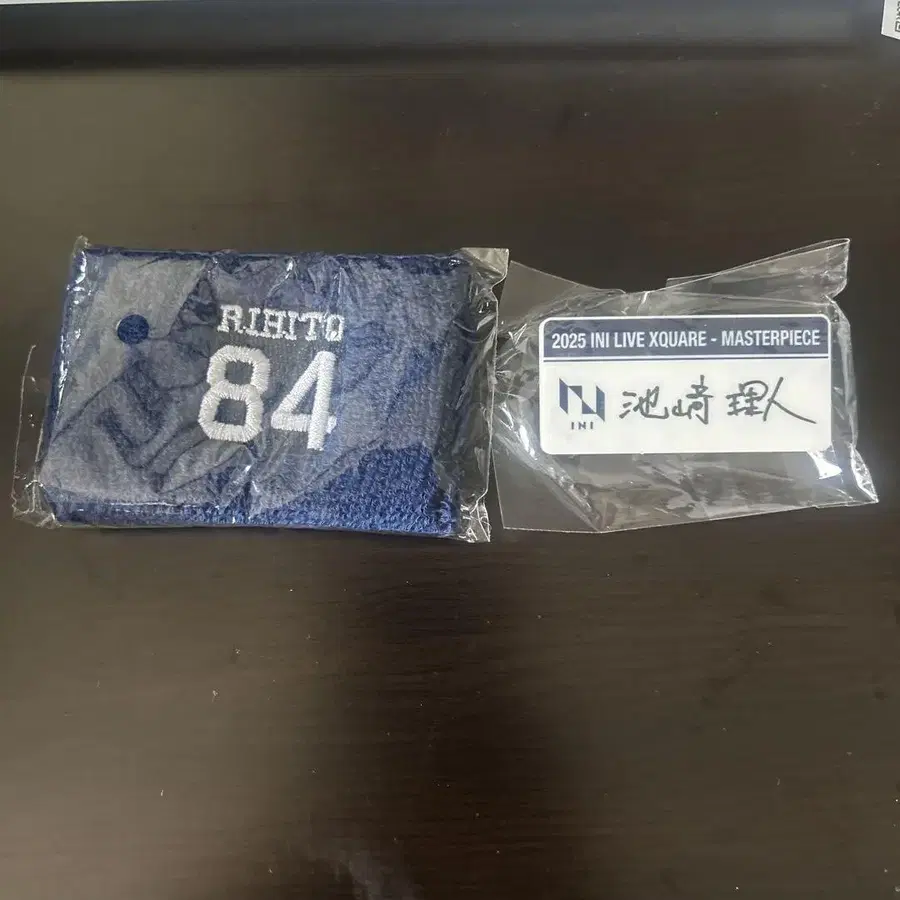 RIHITO
84
2025 INI LIVE XQUARE - MASTERPIECE
INI
池﨑 理人